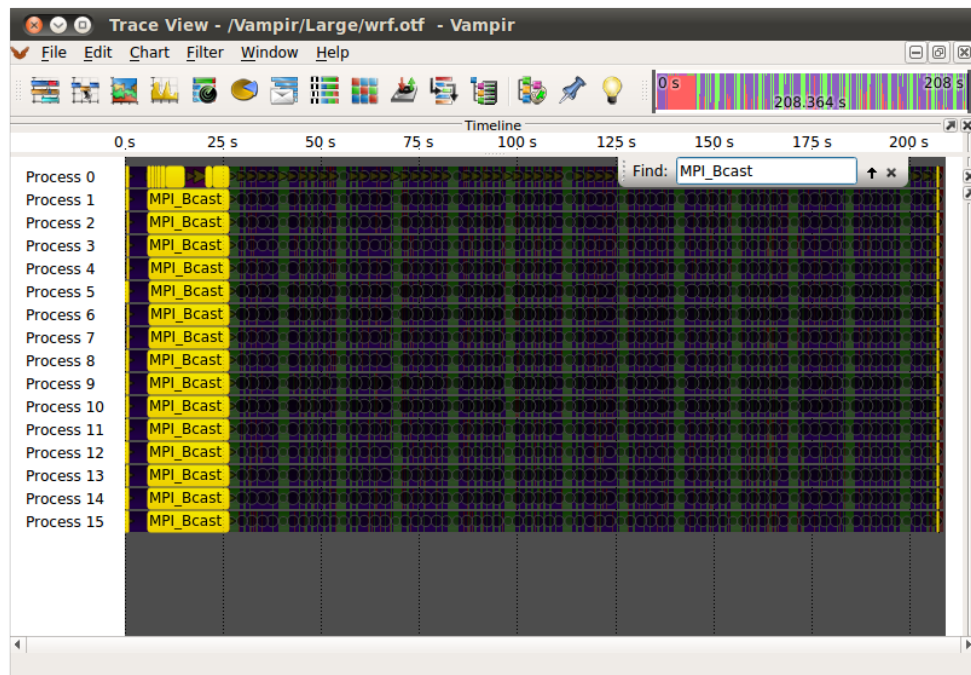 Trace View - /Vampir/Large/wrf.otf - Vampir
File Edit Chart Filter Window Help
0 s 208 s
208.364 s
Timeline
0 s 25 s 50 s 75 s 100 s 125 s 150 s 175 s 200 s
Find: MPI_Bcast
Process 0
Process 1 MPI_Bcast
Process 2 MPI_Bcast
Process 3 MPI_Bcast
Process 4 MPI_Bcast
Process 5 MPI_Bcast
Process 6 MPI_Bcast
Process 7 MPI_Bcast
Process 8 MPI_Bcast
Process 9 MPI_Bcast
Process 10 MPI_Bcast
Process 11 MPI_Bcast
Process 12 MPI_Bcast
Process 13 MPI_Bcast
Process 14 MPI_Bcast
Process 15 MPI_Bcast